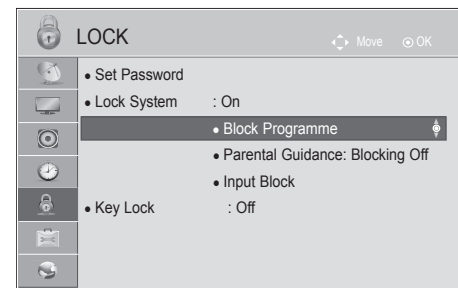 LOCK Move OK
• Set Password
• Lock System : On
• Block Programme
• Parental Guidance: Blocking Off
• Input Block
• Key Lock : Off